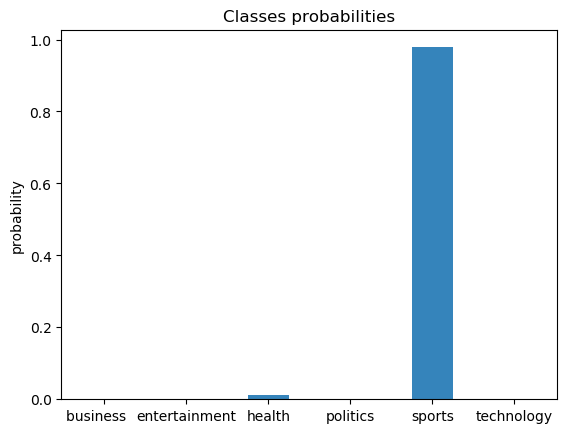 Classes probabilities
1.0
0.8
0.6
0.4
0.2
0.0
probability
business entertainment health politics sports technology